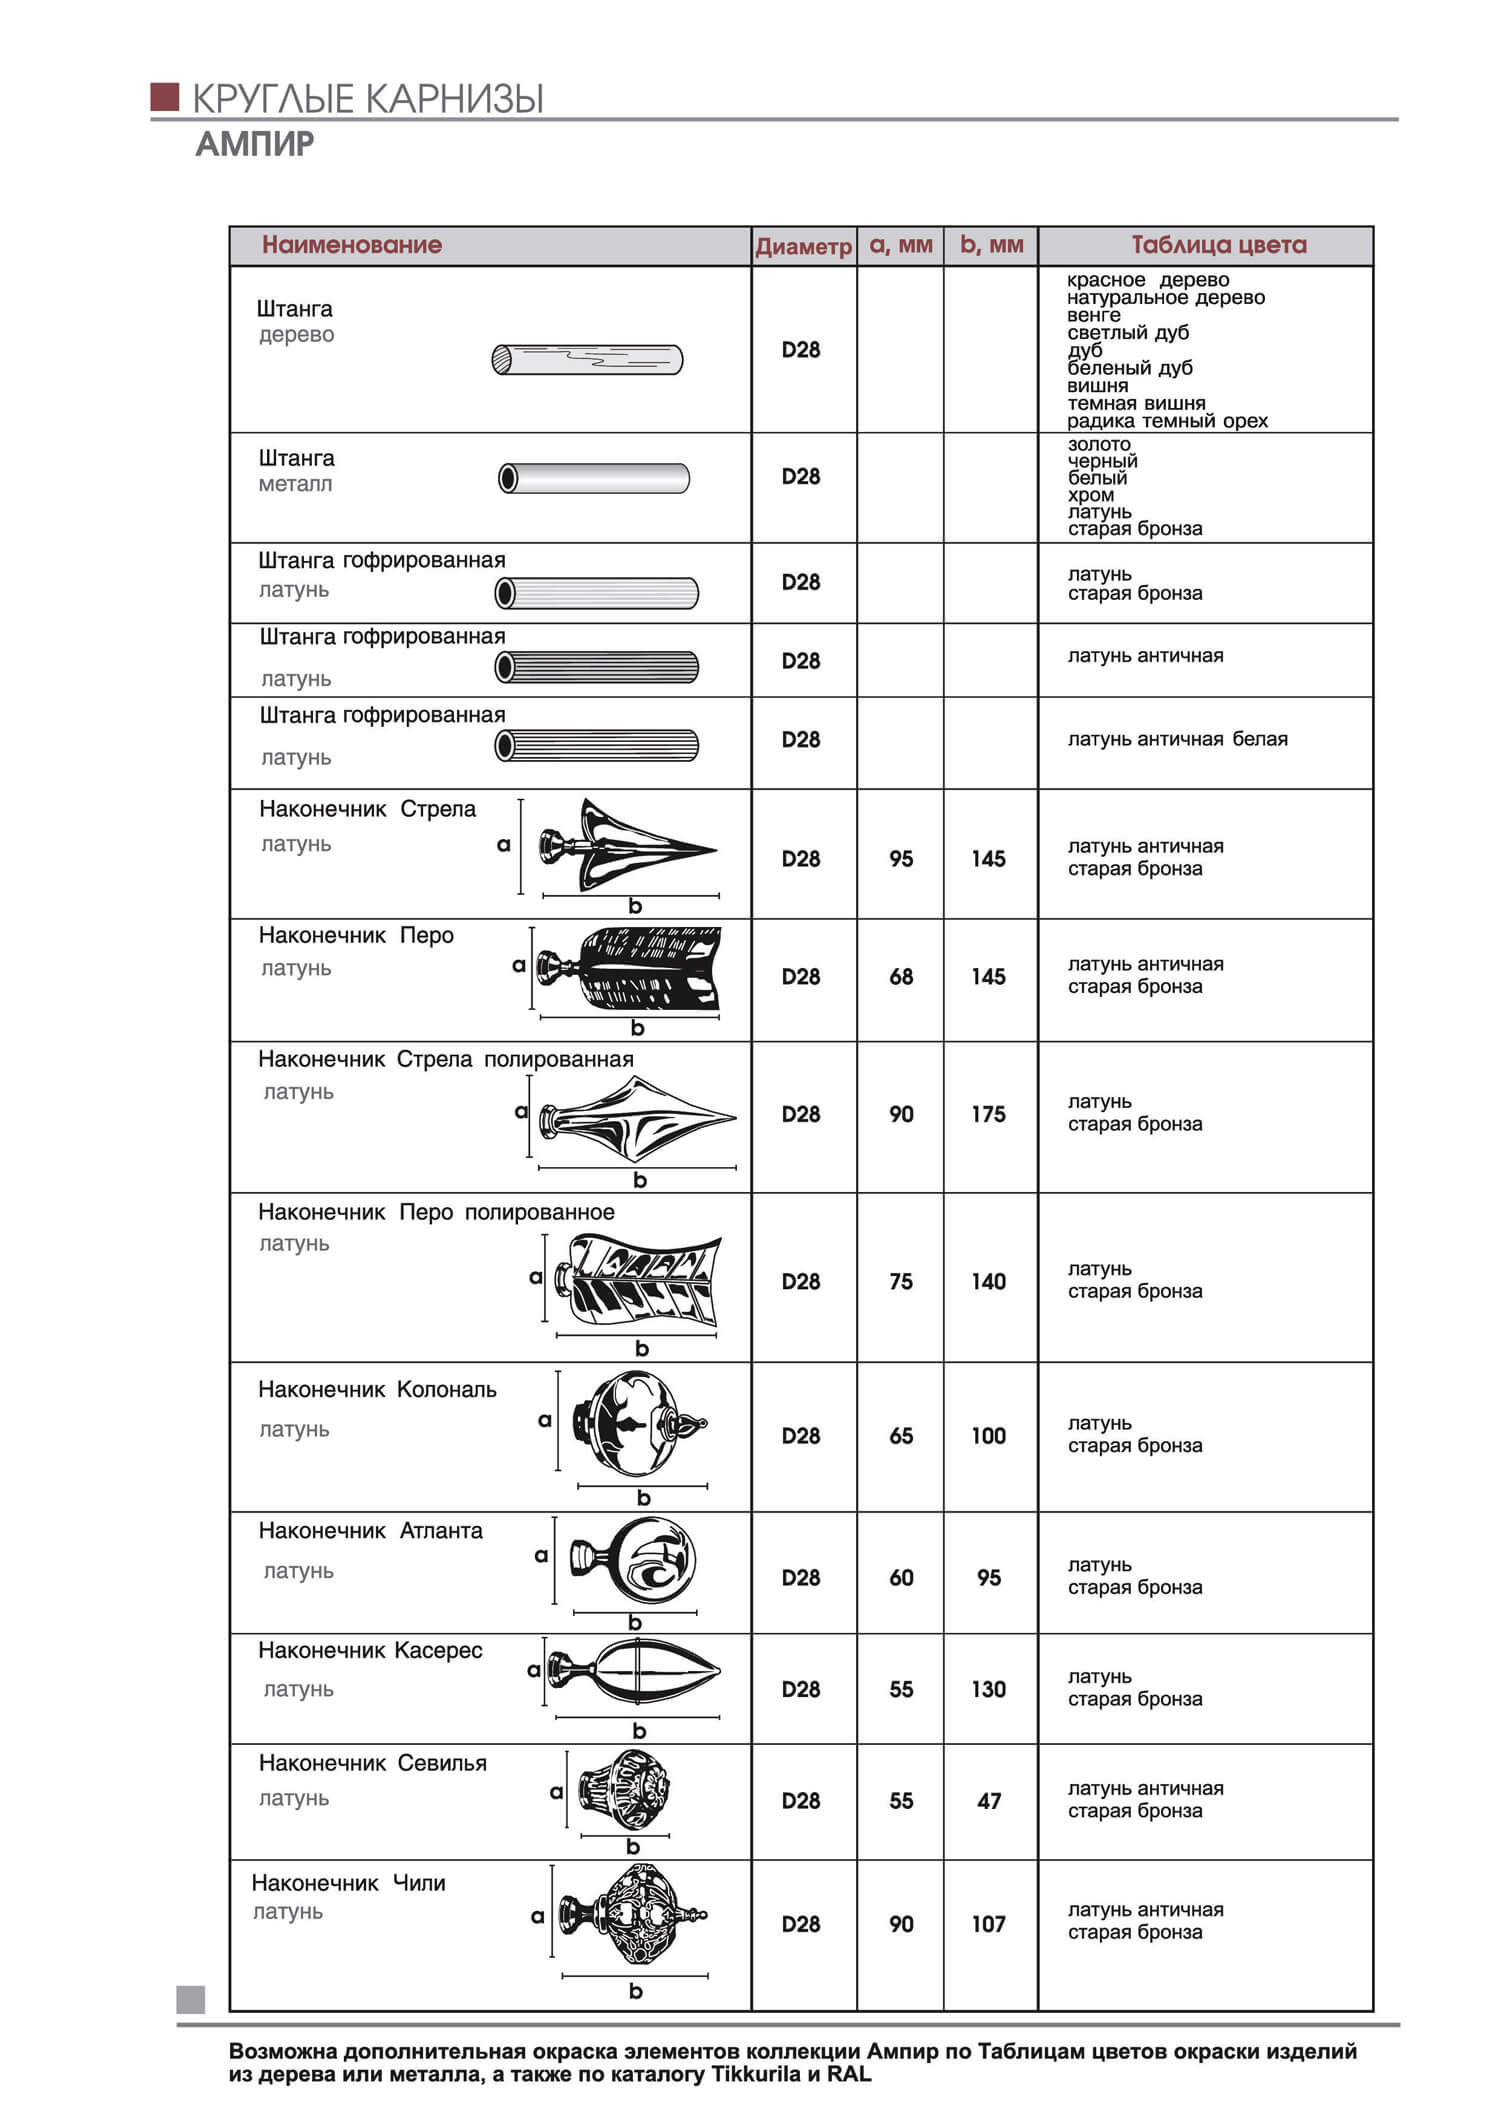 КРУГЛЫЕ КАРНИЗЫ
АМПИР
Наименование Диаметр a, мм b, мм Таблица цвета
Штанга
дерево
D28
красное дерево
натуральное дерево
венге
светлый дуб
дуб
беленый дуб
вишня
темная вишня
радика темный орех
Штанга
металл
D28
золото
черный
белый
хром
латунь
старая бронза
Штанга гофрированная
латунь
D28
латунь
старая бронза
Штанга гофрированная
латунь
D28
латунь античная
Штанга гофрированная
латунь
D28
латунь античная белая
Наконечник Стрела
латунь
a
b
D28 95 145
латунь античная
старая бронза
Наконечник Перо
латунь
a
b
D28 68 145
латунь античная
старая бронза
Наконечник Стрела полированная
латунь
a
b
D28 90 175
латунь
старая бронза
Наконечник Перо полированное
латунь
a
b
D28 75 140
латунь
старая бронза
Наконечник Колональ
латунь
a
b
D28 65 100
латунь
старая бронза
Наконечник Атланта
латунь
a
b
D28 60 95
латунь
старая бронза
Наконечник Касерес
латунь
a
b
D28 55 130
латунь
старая бронза
Наконечник Севилья
латунь
a
b
D28 55 47
латунь античная
старая бронза
Наконечник Чили
латунь
a
b
D28 90 107
латунь античная
старая бронза
Возможна дополнительная окраска элементов коллекции Ампир по Таблицам цветов окраски изделий
из дерева или металла, а также по каталогу Tikkurila и RAL